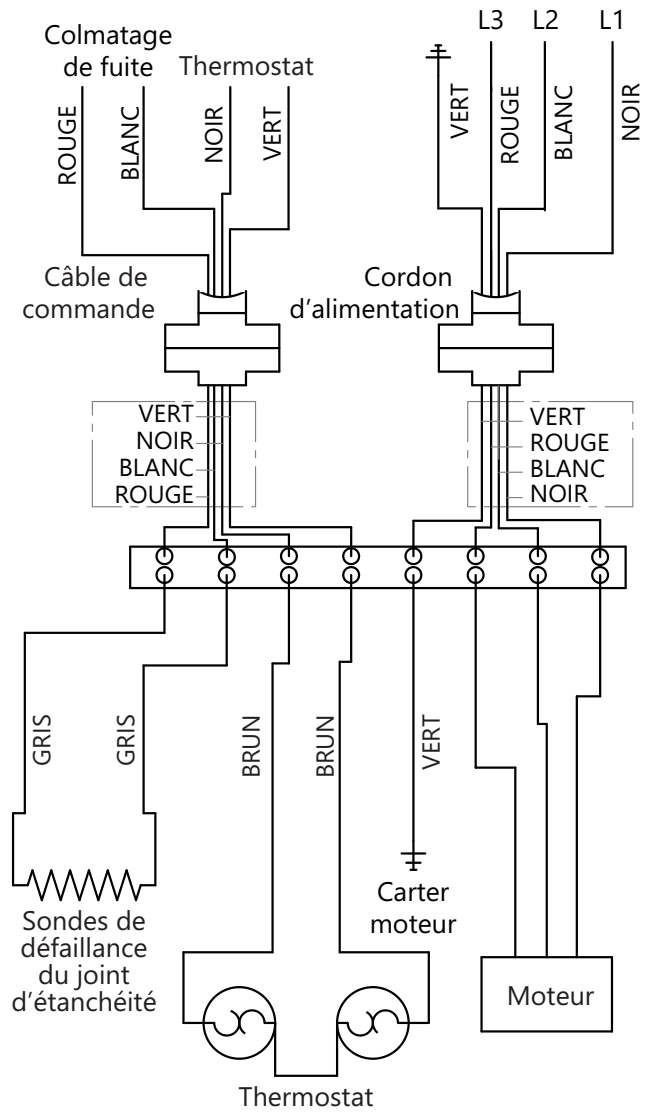 Colmatage
de fuite
Thermostat
ROUGE
BLANC
NOIR
VERT
L3
L2
L1
VERT
ROUGE
BLANC
NOIR
Câble de
commande
Cordon
d'alimentation
VERT
NOIR
BLANC
ROUGE
VERT
ROUGE
BLANC
NOIR
GRIS
GRIS
BRUN
BRUN
VERT
Sondes de
défaillance
du joint
d'étanchéité
Carter
moteur
Moteur
Thermostat